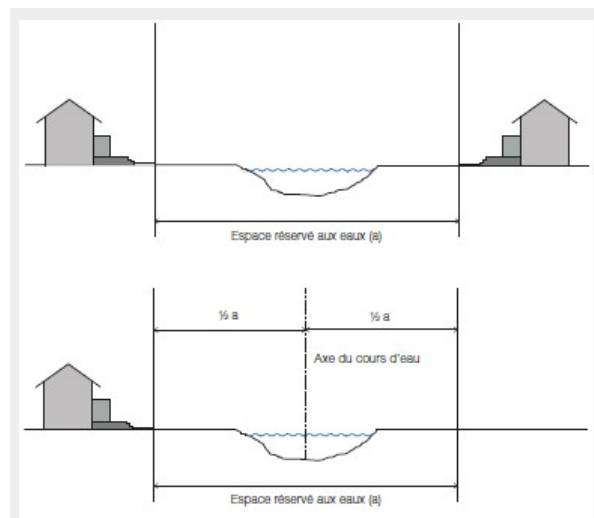 Espace réservé aux eaux (a)
½ a
½ a
Axe du cours d'eau
Espace réservé aux eaux (a)